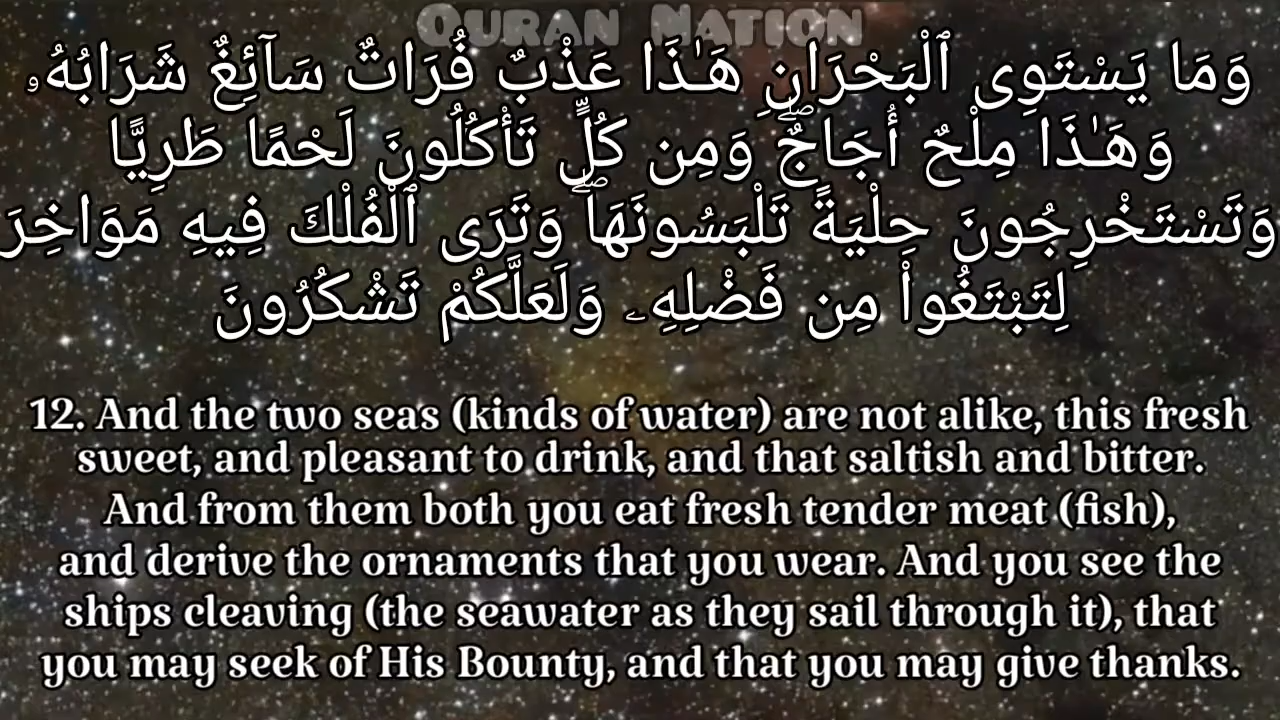 QURAN NATION
وَمَا يَسْتَوِى ٱلْبَحْرَانِ هَـٰذَا عَذْبٌ فُرَاتٌ سَآئِغٌ شَرَابُهُۥ
وَهَـٰذَا مِلْحٌ أُجَاجٌ ۖ وَمِن كُلٍّ تَأْكُلُونَ لَحْمًا طَرِيًّا
وَتَسْتَخْرِجُونَ حِلْيَةً تَلْبَسُونَهَا ۖ وَتَرَى ٱلْفُلْكَ فِيهِ مَوَاخِرَ
لِتَبْتَغُوا۟ مِن فَضْلِهِۦ وَلَعَلَّكُمْ تَشْكُرُونَ
12. And the two seas (kinds of water) are not alike, this fresh
sweet, and pleasant to drink, and that saltish and bitter.
And from them both you eat fresh tender meat (fish),
and derive the ornaments that you wear. And you see the
ships cleaving (the seawater as they sail through it), that
you may seek of His Bounty, and that you may give thanks.